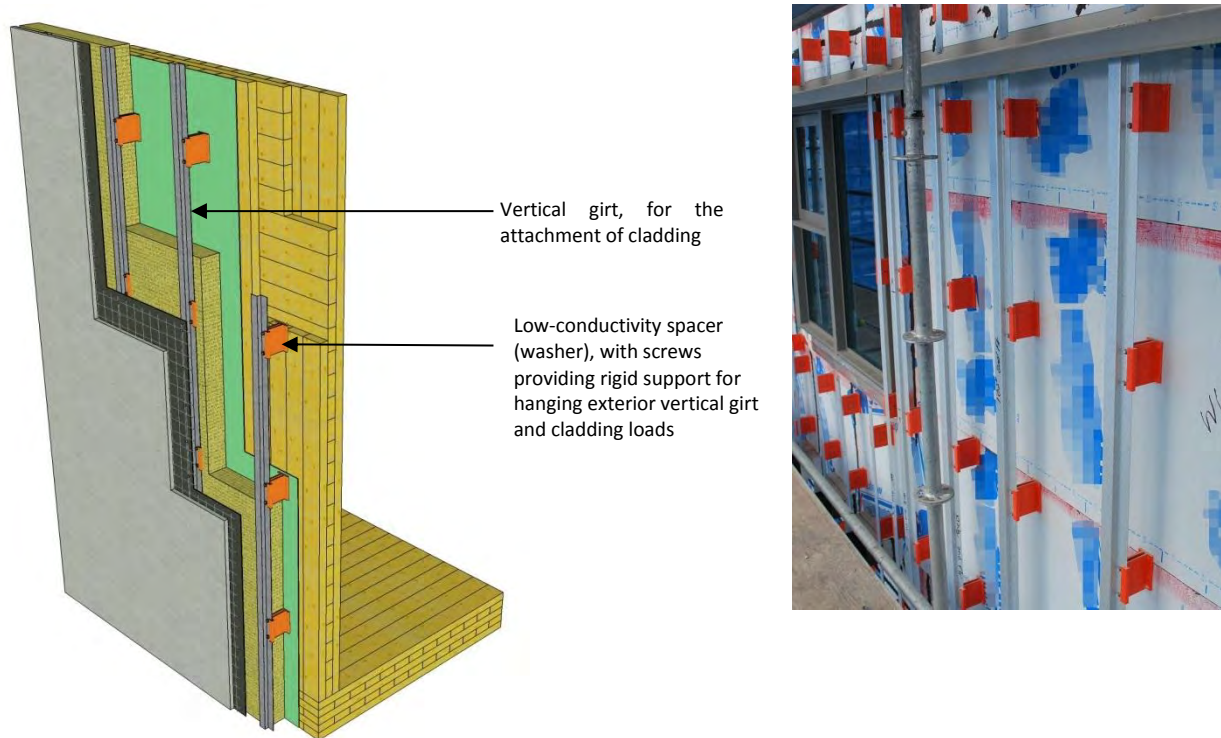 Vertical girt, for the
attachment of cladding
Low-conductivity spacer
(washer), with screws
providing rigid support for
hanging exterior vertical girt
and cladding loads